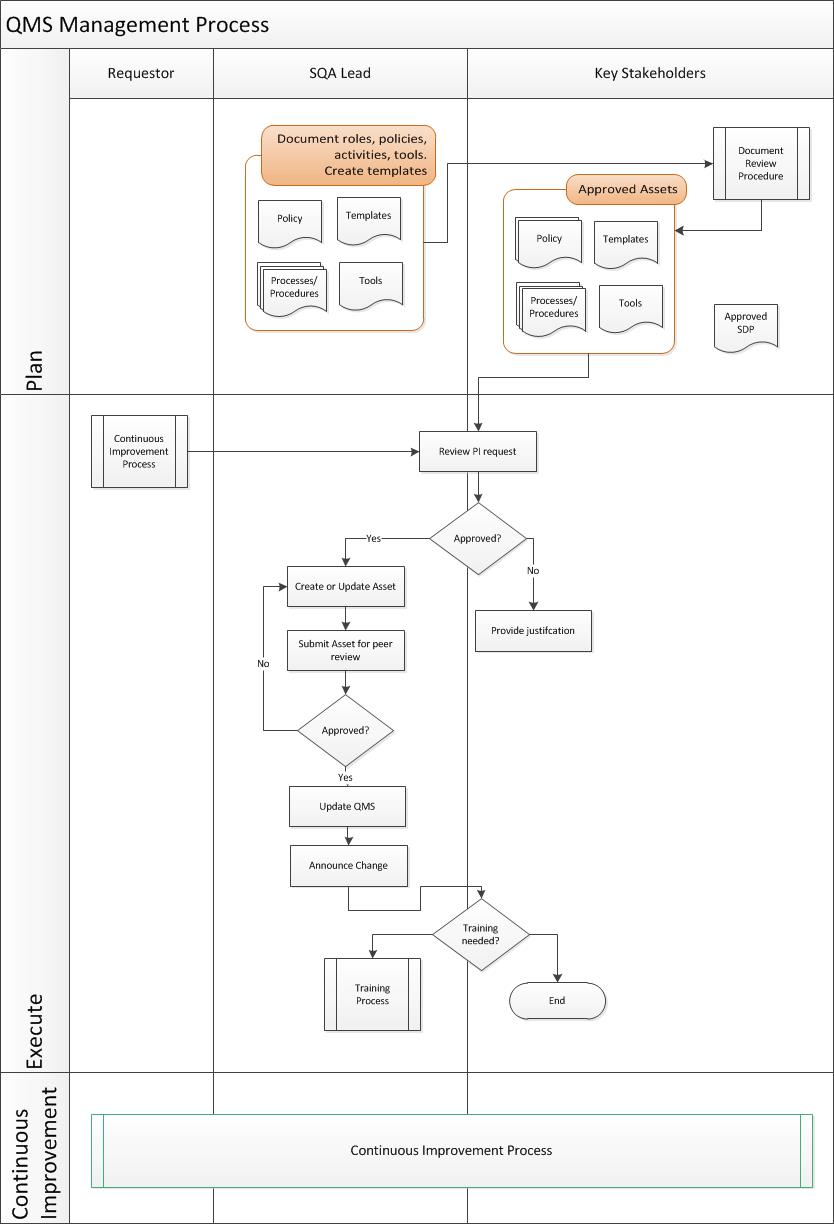 QMS Management Process
Requestor
SQA Lead
Key Stakeholders
Plan
Document roles, policies,
activities, tools.
Create templates
Policy
Templates
Processes/
Procedures
Tools
Document
Review
Procedure
Approved Assets
Policy
Templates
Processes/
Procedures
Tools
Approved
SDP
Execute
Continuous
Improvement
Process
Review PI request
Approved?
Yes
No
Create or Update Asset
Provide justifcation
Submit Asset for peer
review
No
Approved?
Yes
Update QMS
Announce Change
Training
needed?
Training
Process
End
Continuous
Improvement
Continuous Improvement Process